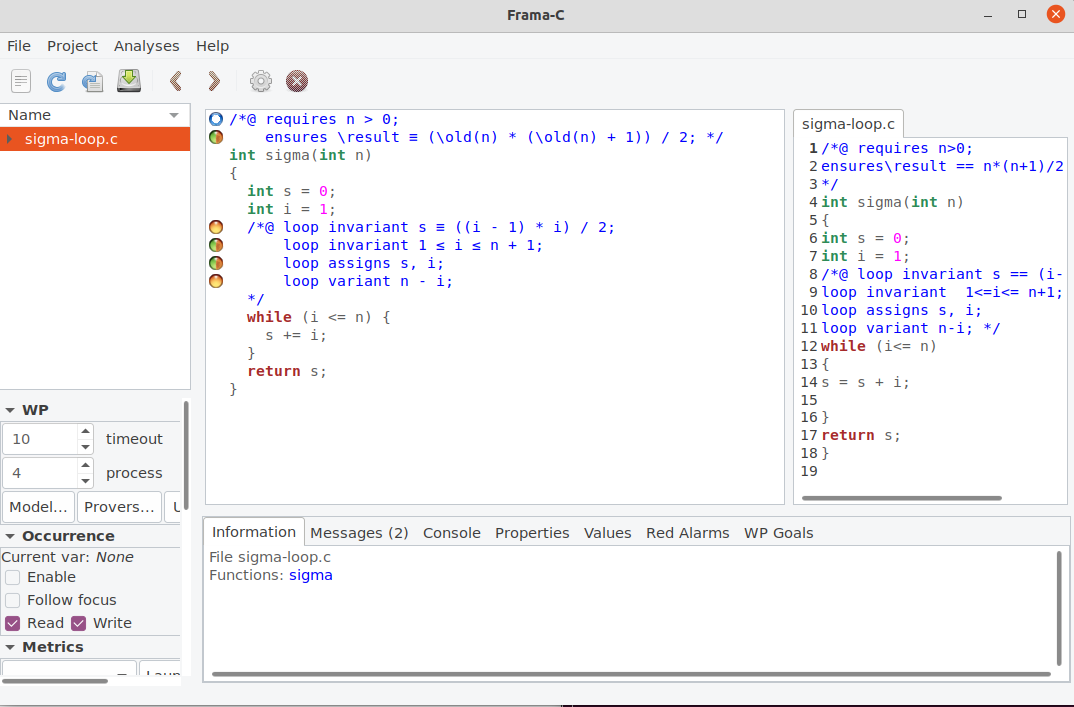 Frama-C
File Project Analyses Help
Name
sigma-loop.c
/*@ requires n > 0;
ensures \result ≡ (\old(n) * (\old(n) + 1)) / 2; */
int sigma(int n)
{
int s = 0;
int i = 1;
/*@ loop invariant s ≡ ((i - 1) * i) / 2;
loop invariant 1 ≤ i ≤ n + 1;
loop assigns s, i;
loop variant n - i;
*/
while (i <= n) {
s += i;
}
return s;
}
sigma-loop.c
1 /*@ requires n>0;
2 ensures\result == n*(n+1)/2
3 */
4 int sigma(int n)
5 {
6 int s = 0;
7 int i = 1;
8 /*@ loop invariant s == (i-
9 loop invariant  1<=i<= n+1;
10 loop assigns s, i;
11 loop variant n-i; */
12 while (i<= n)
13 {
14 s = s + i;
15
16 }
17 return s;
18 }
19
WP
10 timeout
4 process
Model... Provers...
Occurrence
Current var: None
Enable
Follow focus
Read Write
Metrics
Information Messages (2) Console Properties Values Red Alarms WP Goals
File sigma-loop.c
Functions: sigma